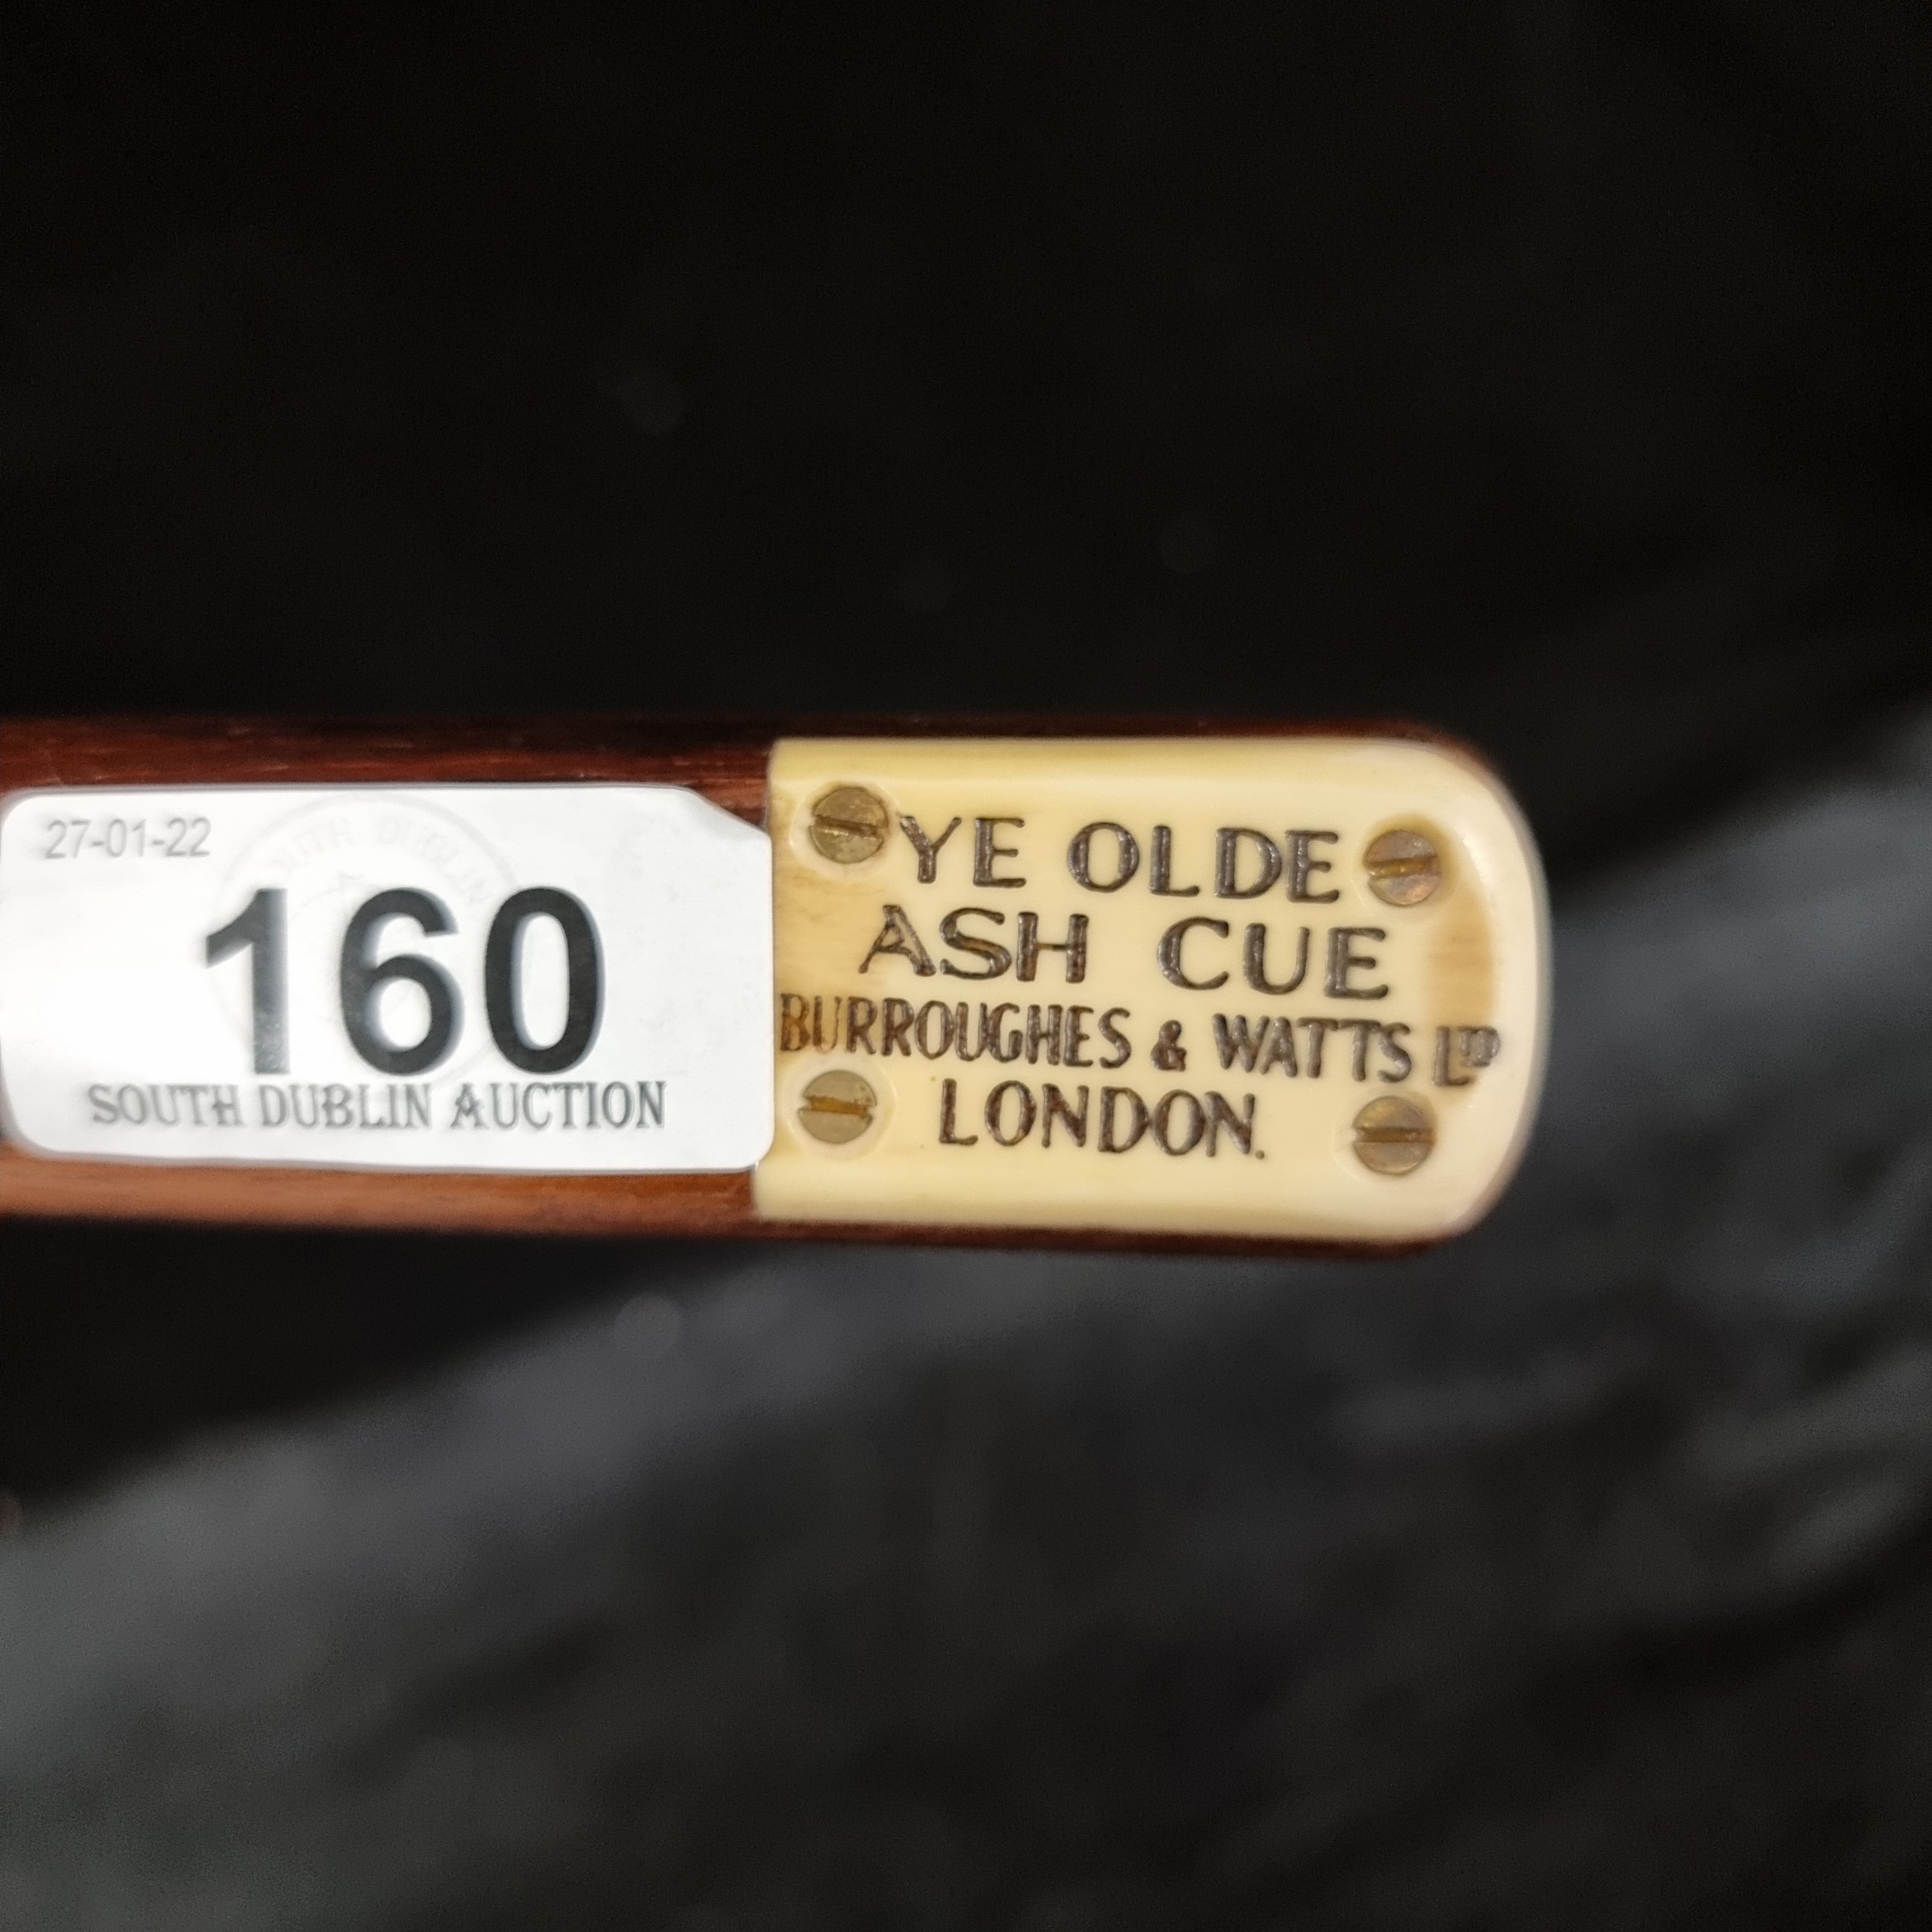 27-01-22
160
SOUTH DUBLIN AUCTION
YE OLDE
ASH CUE
BURROUGHES & WATTS LTD
LONDON.